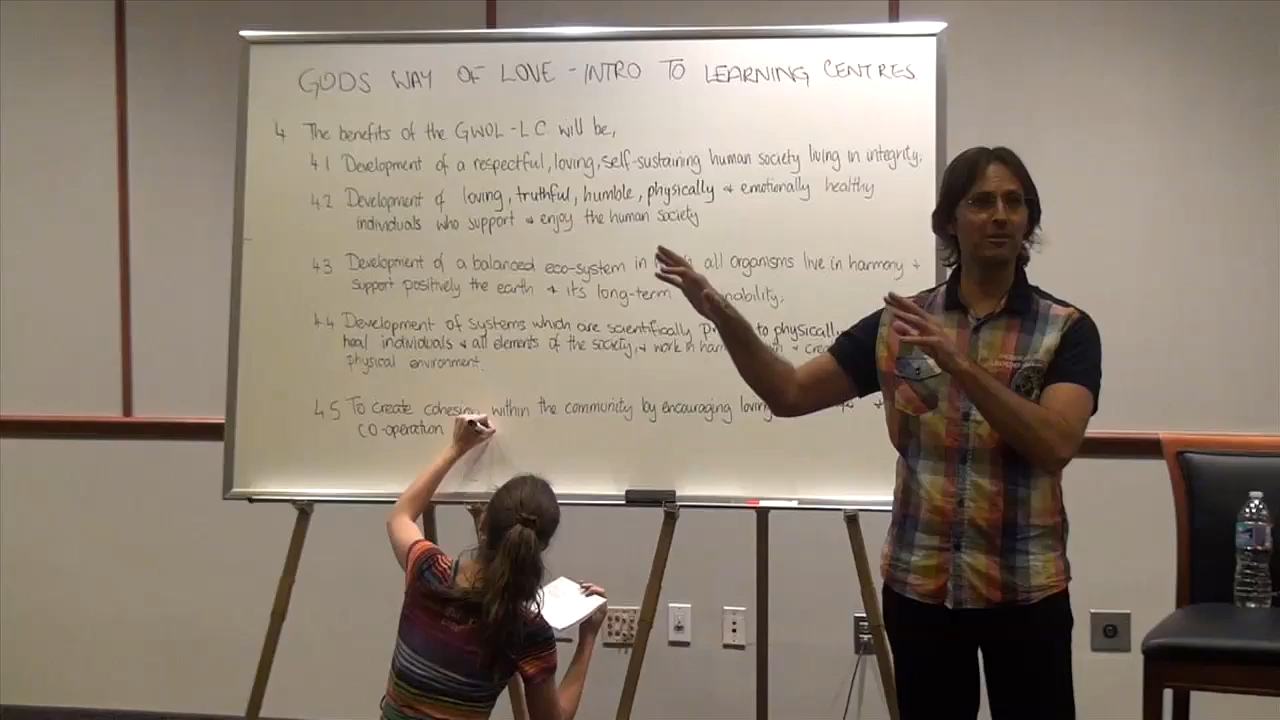 GODS WAY OF LOVE - INTRO TO LEARNING CENTRES
4 The benefits of the GWOL - LC will be,
4.1 Development of a respectful, loving, self-sustaining human society living in integrity.
4.2 Development of loving, truthful, humble, physically + emotionally healthy
individuals who support + enjoy the human society
4.3 Development of a balanced eco-system in all organisms live in harmony +
support positively the earth + its long-term
4.4 Development of systems which are scientifically to physically
heal individuals + all elements of the society, + work in
physical environment.
4.5 To create cohesion within the community by encouraging loving
co-operation